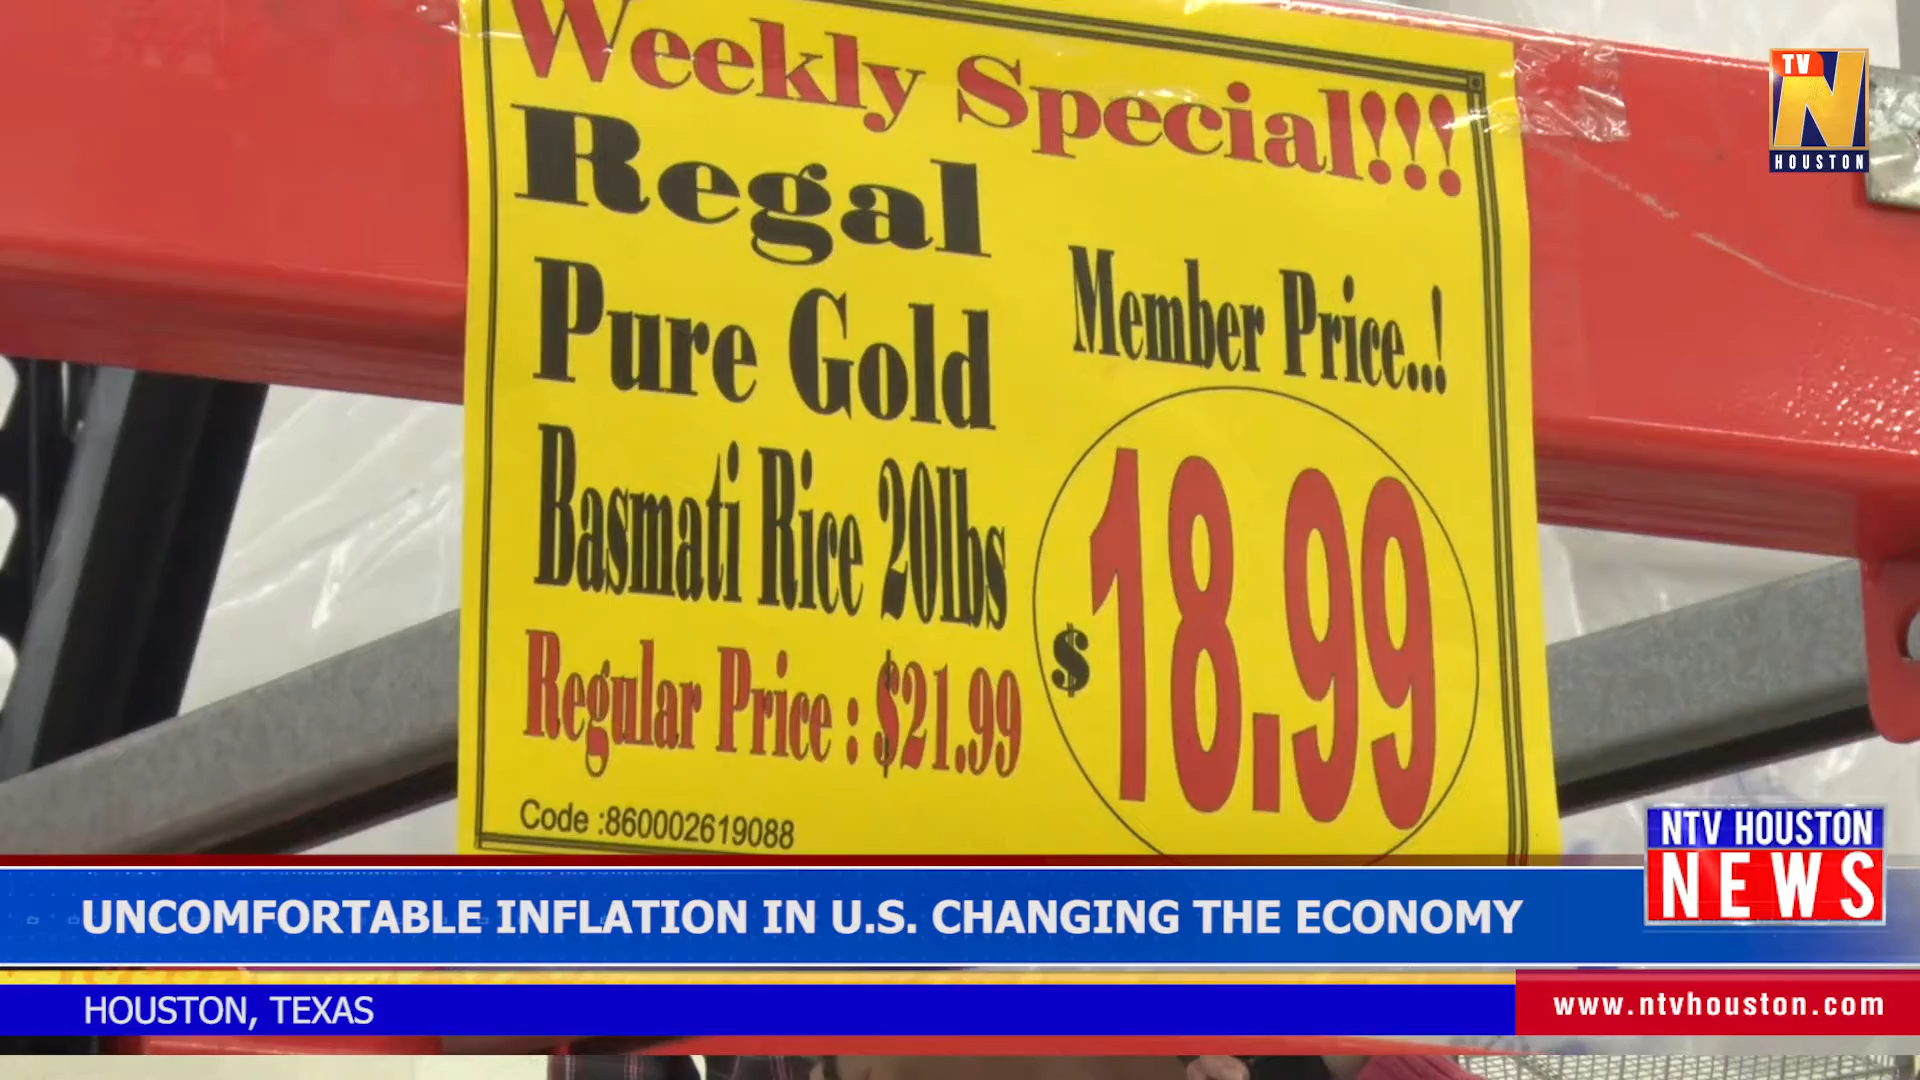 Weekly Special!!!
Regal
Pure Gold
Basmati Rice 20lbs
Regular Price : $21.99
Code :860002619088
Member Price..!
$18.99
TV
N
HOUSTON
NTV HOUSTON
NEWS
UNCOMFORTABLE INFLATION IN U.S. CHANGING THE ECONOMY
HOUSTON, TEXAS
www.ntvhouston.com